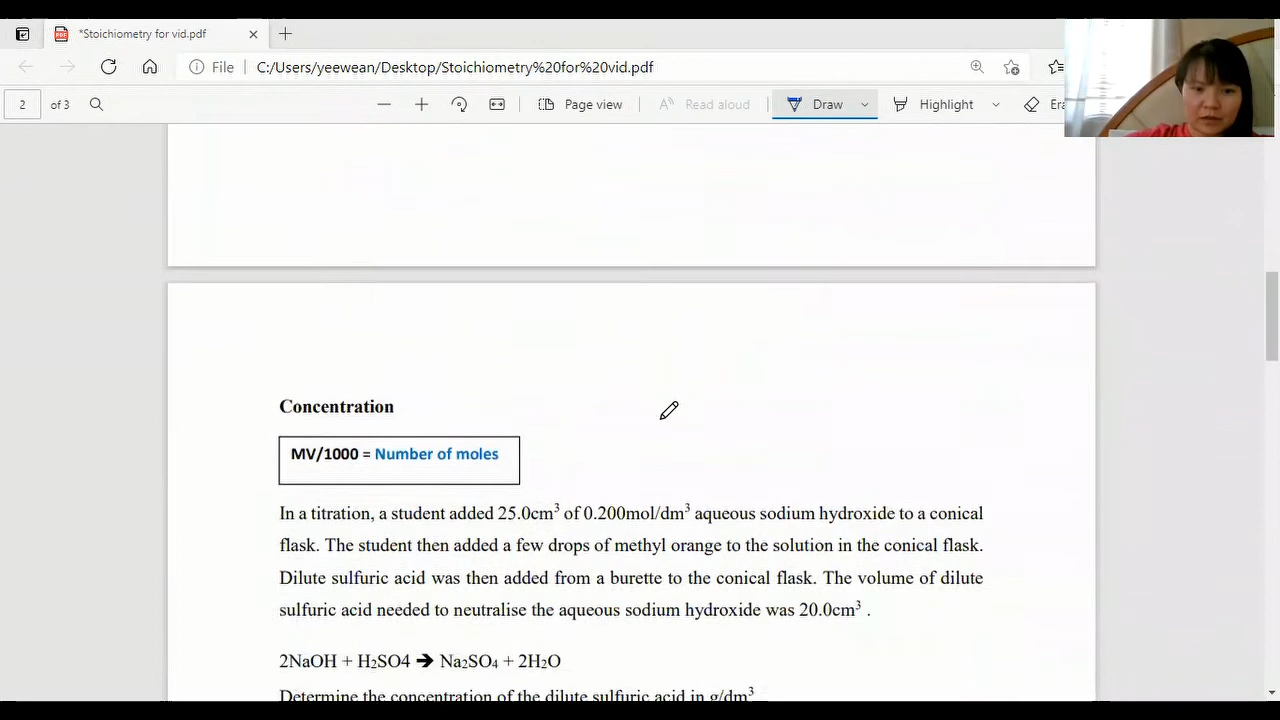 *Stoichiometry for vid.pdf
File C:/Users/yeewean/Desktop/Stoichiometry%20for%20vid.pdf
2 of 3 Page view Read aloud Draw Highlight Era
Concentration
MV/1000 = Number of moles
In a titration, a student added 25.0cm³ of 0.200mol/dm³ aqueous sodium hydroxide to a conical
flask. The student then added a few drops of methyl orange to the solution in the conical flask.
Dilute sulfuric acid was then added from a burette to the conical flask. The volume of dilute
sulfuric acid needed to neutralise the aqueous sodium hydroxide was 20.0cm³ .
2NaOH + H₂SO4 ➔ Na₂SO₄ + 2H₂O
Determine the concentration of the dilute sulfuric acid in g/dm³